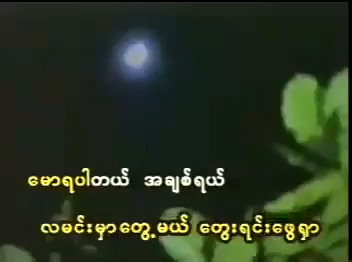 မောရပါတယ် အချစ်ရယ်
လမင်းမှာတွေ့မယ် တွေးရင်းဖွေရှာ